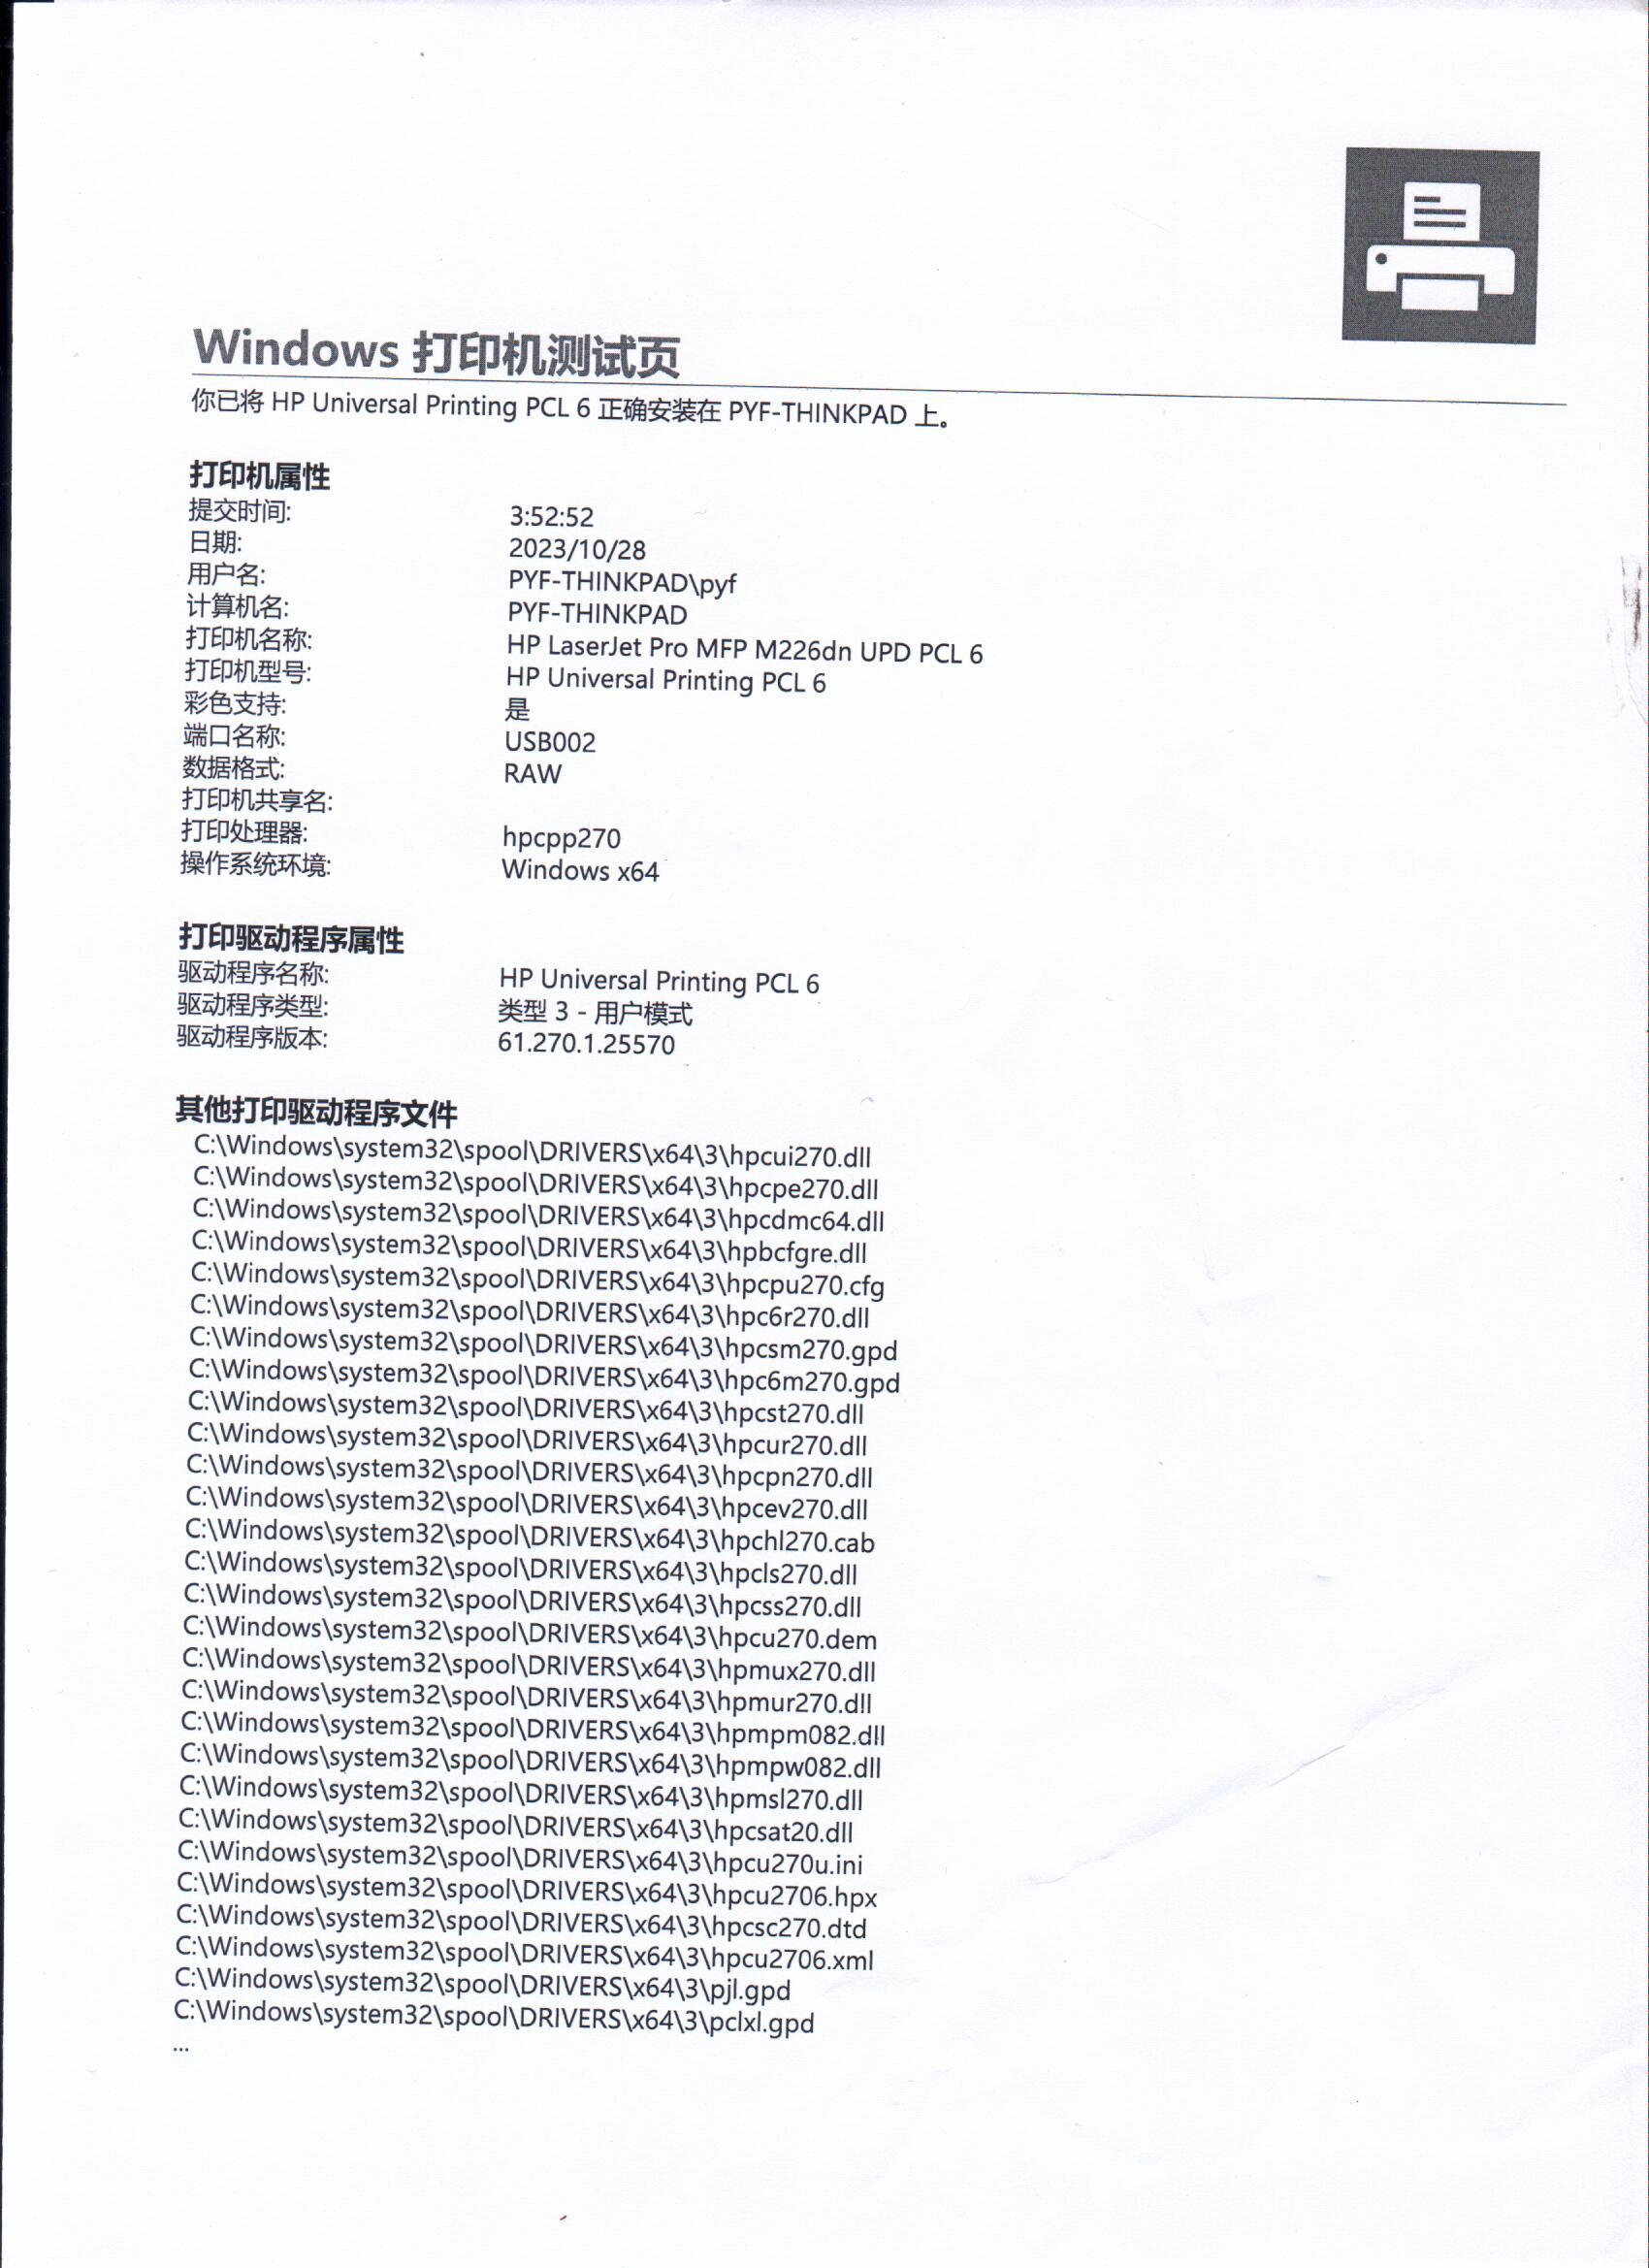 Windows 打印机测试页
你已将 HP Universal Printing PCL 6 正确安装在 PYF-THINKPAD 上。
打印机属性
提交时间: 3:52:52
日期: 2023/10/28
用户名: PYF-THINKPAD\pyf
计算机名: PYF-THINKPAD
打印机名称: HP LaserJet Pro MFP M226dn UPD PCL 6
打印机型号: HP Universal Printing PCL 6
彩色支持: 是
端口名称: USB002
数据格式: RAW
打印机共享名:
打印处理器: hpcpp270
操作系统环境: Windows x64
打印驱动程序属性
驱动程序名称: HP Universal Printing PCL 6
驱动程序类型: 类型 3 - 用户模式
驱动程序版本: 61.270.1.25570
其他打印驱动程序文件
C:\Windows\system32\spool\DRIVERS\x64\3\hpcui270.dll
C:\Windows\system32\spool\DRIVERS\x64\3\hpcpe270.dll
C:\Windows\system32\spool\DRIVERS\x64\3\hpcdmc64.dll
C:\Windows\system32\spool\DRIVERS\x64\3\hpbcfgre.dll
C:\Windows\system32\spool\DRIVERS\x64\3\hpcpu270.cfg
C:\Windows\system32\spool\DRIVERS\x64\3\hpc6r270.dll
C:\Windows\system32\spool\DRIVERS\x64\3\hpcsm270.gpd
C:\Windows\system32\spool\DRIVERS\x64\3\hpc6m270.gpd
C:\Windows\system32\spool\DRIVERS\x64\3\hpcst270.dll
C:\Windows\system32\spool\DRIVERS\x64\3\hpcur270.dll
C:\Windows\system32\spool\DRIVERS\x64\3\hpcpn270.dll
C:\Windows\system32\spool\DRIVERS\x64\3\hpcev270.dll
C:\Windows\system32\spool\DRIVERS\x64\3\hpchl270.cab
C:\Windows\system32\spool\DRIVERS\x64\3\hpcls270.dll
C:\Windows\system32\spool\DRIVERS\x64\3\hpcss270.dll
C:\Windows\system32\spool\DRIVERS\x64\3\hpcu270.dem
C:\Windows\system32\spool\DRIVERS\x64\3\hpmux270.dll
C:\Windows\system32\spool\DRIVERS\x64\3\hpmur270.dll
C:\Windows\system32\spool\DRIVERS\x64\3\hpmpm082.dll
C:\Windows\system32\spool\DRIVERS\x64\3\hpmpw082.dll
C:\Windows\system32\spool\DRIVERS\x64\3\hpmsl270.dll
C:\Windows\system32\spool\DRIVERS\x64\3\hpcsat20.dll
C:\Windows\system32\spool\DRIVERS\x64\3\hpcu270u.ini
C:\Windows\system32\spool\DRIVERS\x64\3\hpcu2706.hpx
C:\Windows\system32\spool\DRIVERS\x64\3\hpcsc270.dtd
C:\Windows\system32\spool\DRIVERS\x64\3\hpcu2706.xml
C:\Windows\system32\spool\DRIVERS\x64\3\pjl.gpd
C:\Windows\system32\spool\DRIVERS\x64\3\pclxl.gpd
...